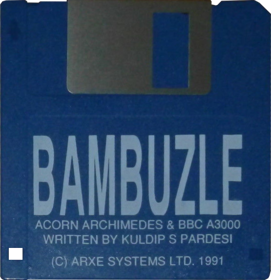 BAMBUZLE
ACORN ARCHIMEDES & BBC A3000
WRITTEN BY KULDIP S PARDESI
(C) ARXE SYSTEMS LTD. 1991